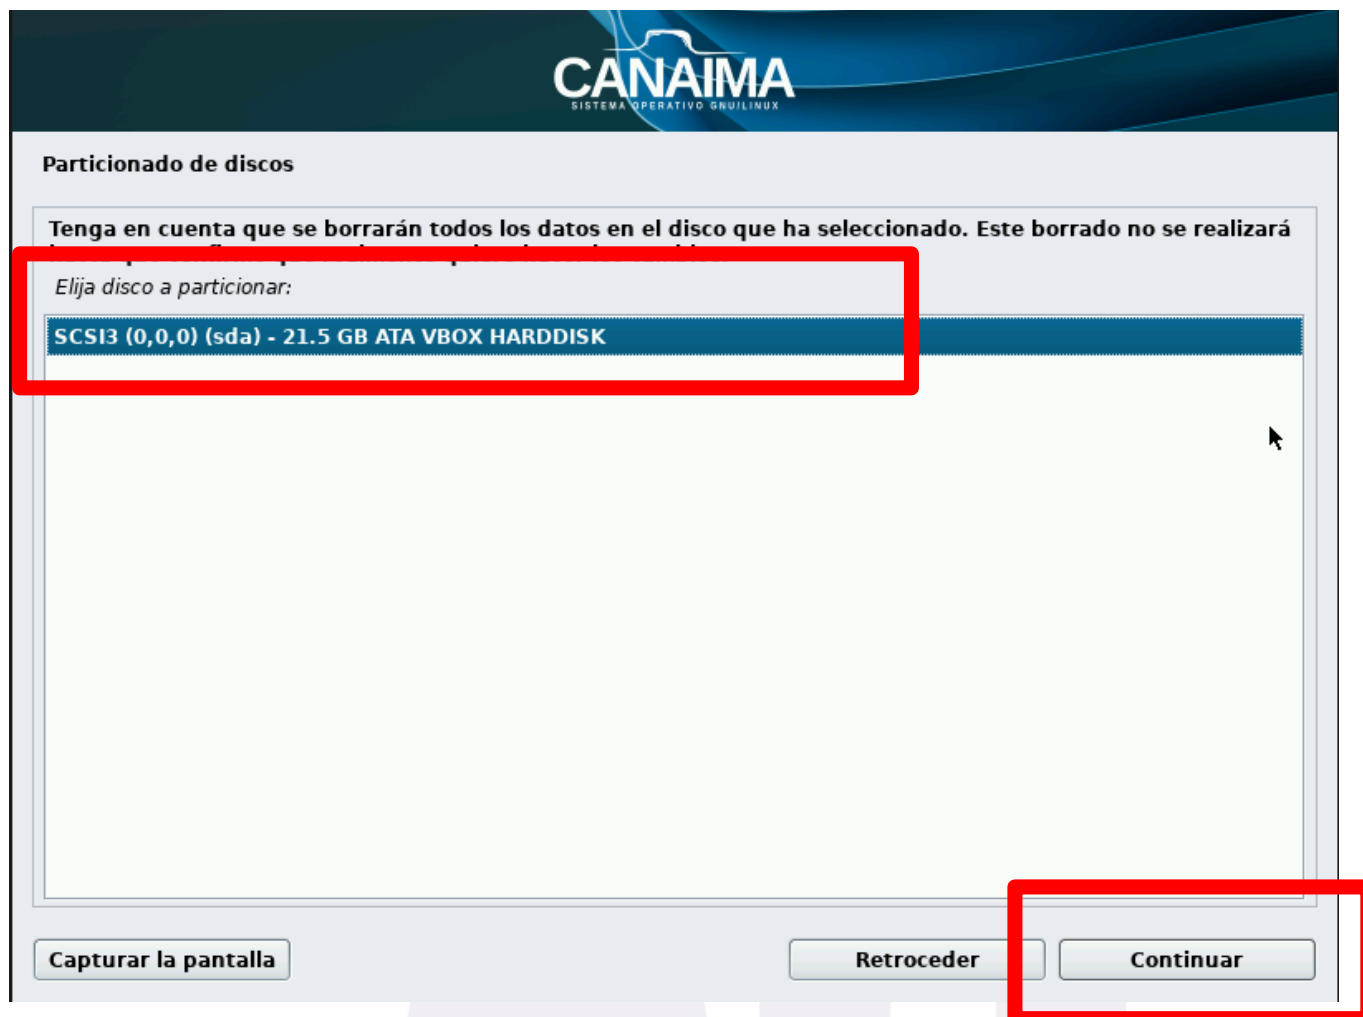 CANAIMA
SISTEMA OPERATIVO GNU/LINUX
Particionado de discos
Tenga en cuenta que se borrarán todos los datos en el disco que ha seleccionado. Este borrado no se realizará
Elija disco a particionar:
SCSI3 (0,0,0) (sda) - 21.5 GB ATA VBOX HARDDISK
Capturar la pantalla
Retroceder
Continuar